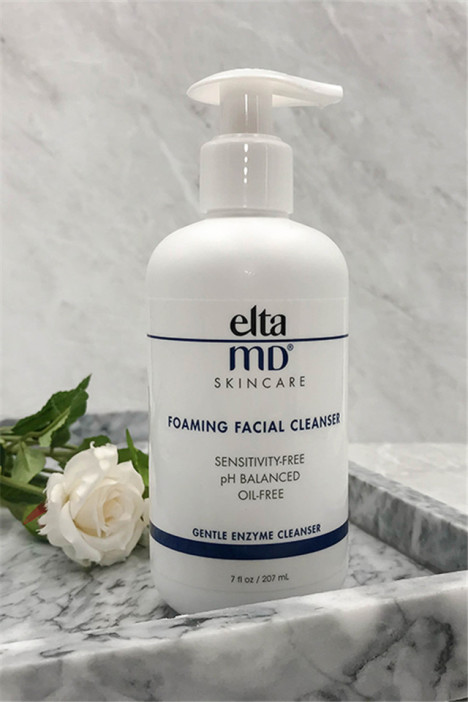 elta
MD®
SKINCARE
FOAMING FACIAL CLEANSER
SENSITIVITY-FREE
pH BALANCED
OIL-FREE
GENTLE ENZYME CLEANSER
7 fl oz / 207 mL